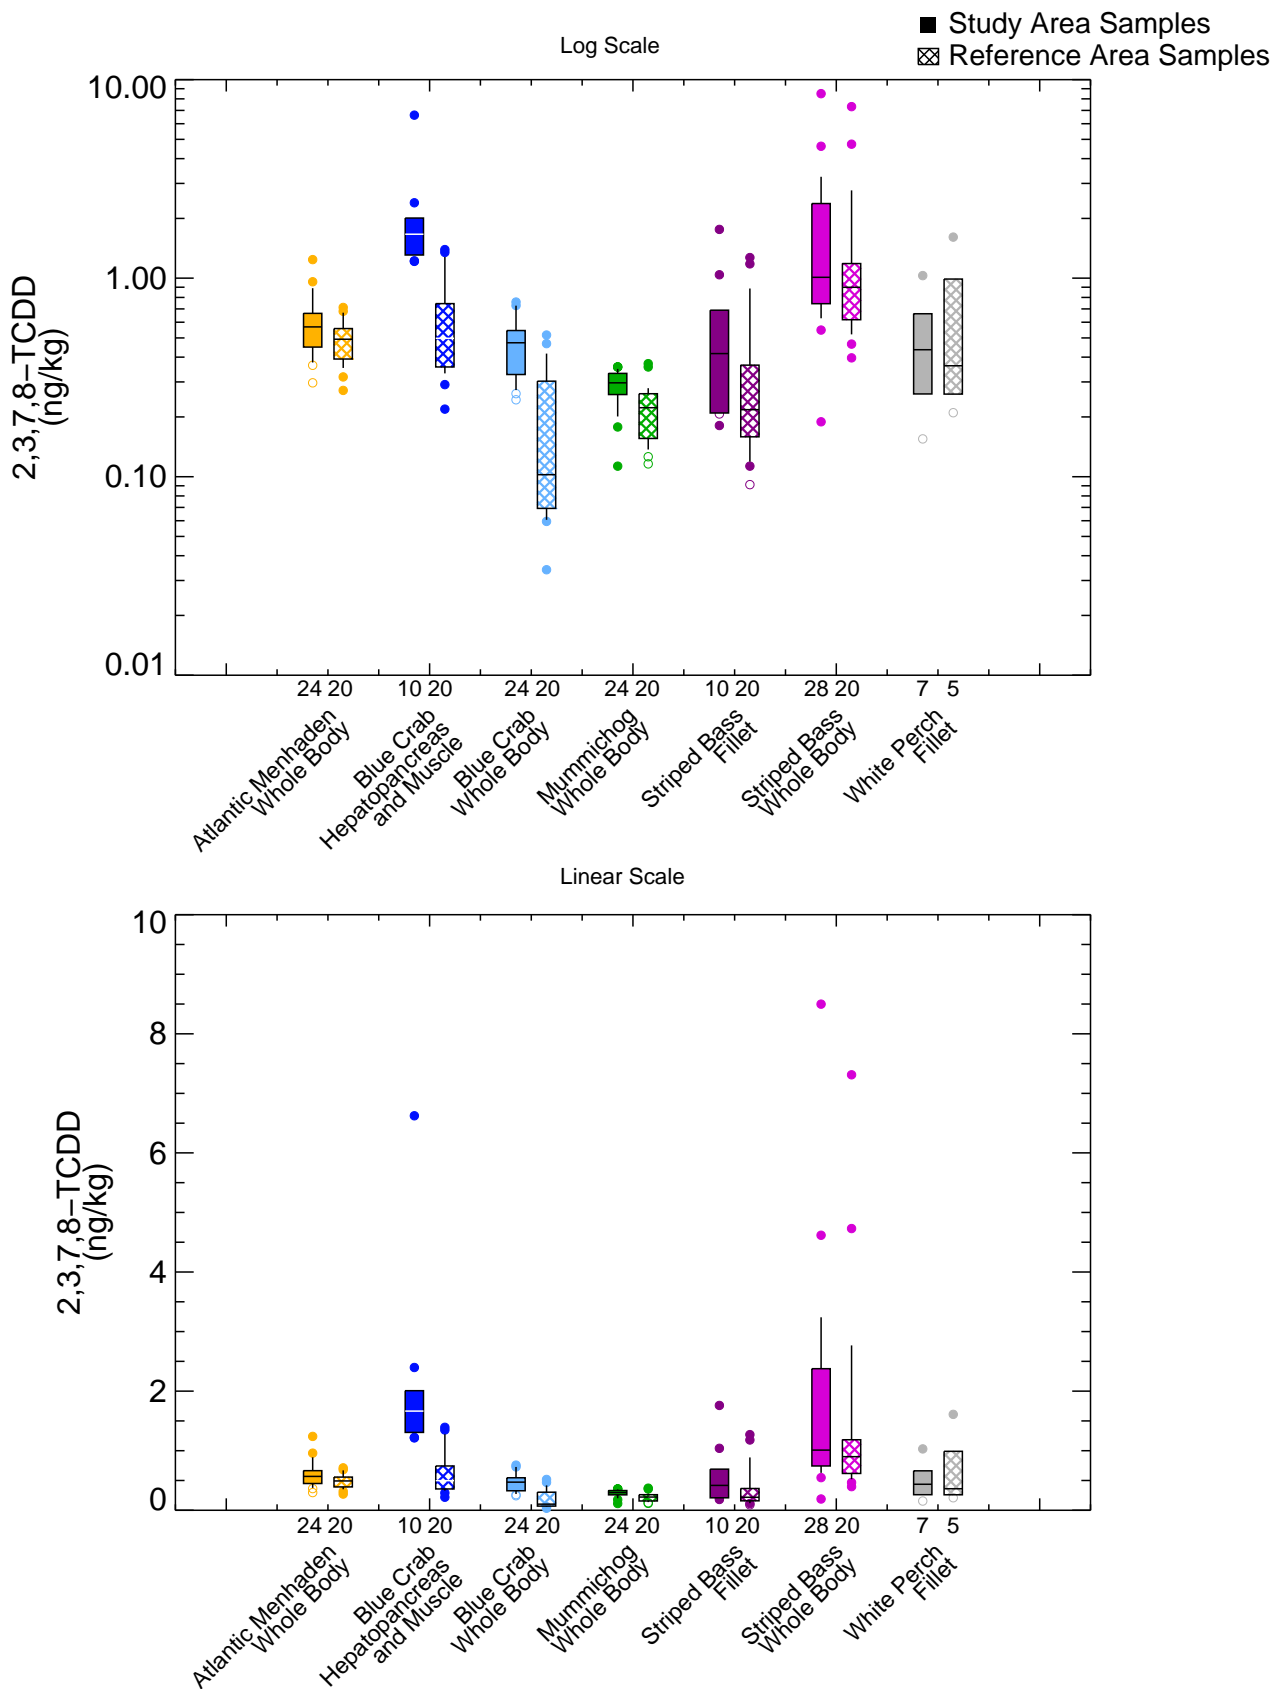 Study Area Samples
Log Scale
Reference Area Samples
10.00
1.00
0.10
0.01
2,3,7,8−TCDD
(ng/kg)
24 20 10 20 24 20 24 20 10 20 28 20 7 5
Atlantic Menhaden
Whole Body
Blue Crab
Hepatopancreas
and Muscle
Blue Crab
Whole Body
Mummichog
Whole Body
Striped Bass
Fillet
Striped Bass
Whole Body
White Perch
Fillet
Linear Scale
10
8
6
4
2
0
2,3,7,8−TCDD
(ng/kg)
24 20 10 20 24 20 24 20 10 20 28 20 7 5
Atlantic Menhaden
Whole Body
Blue Crab
Hepatopancreas
and Muscle
Blue Crab
Whole Body
Mummichog
Whole Body
Striped Bass
Fillet
Striped Bass
Whole Body
White Perch
Fillet